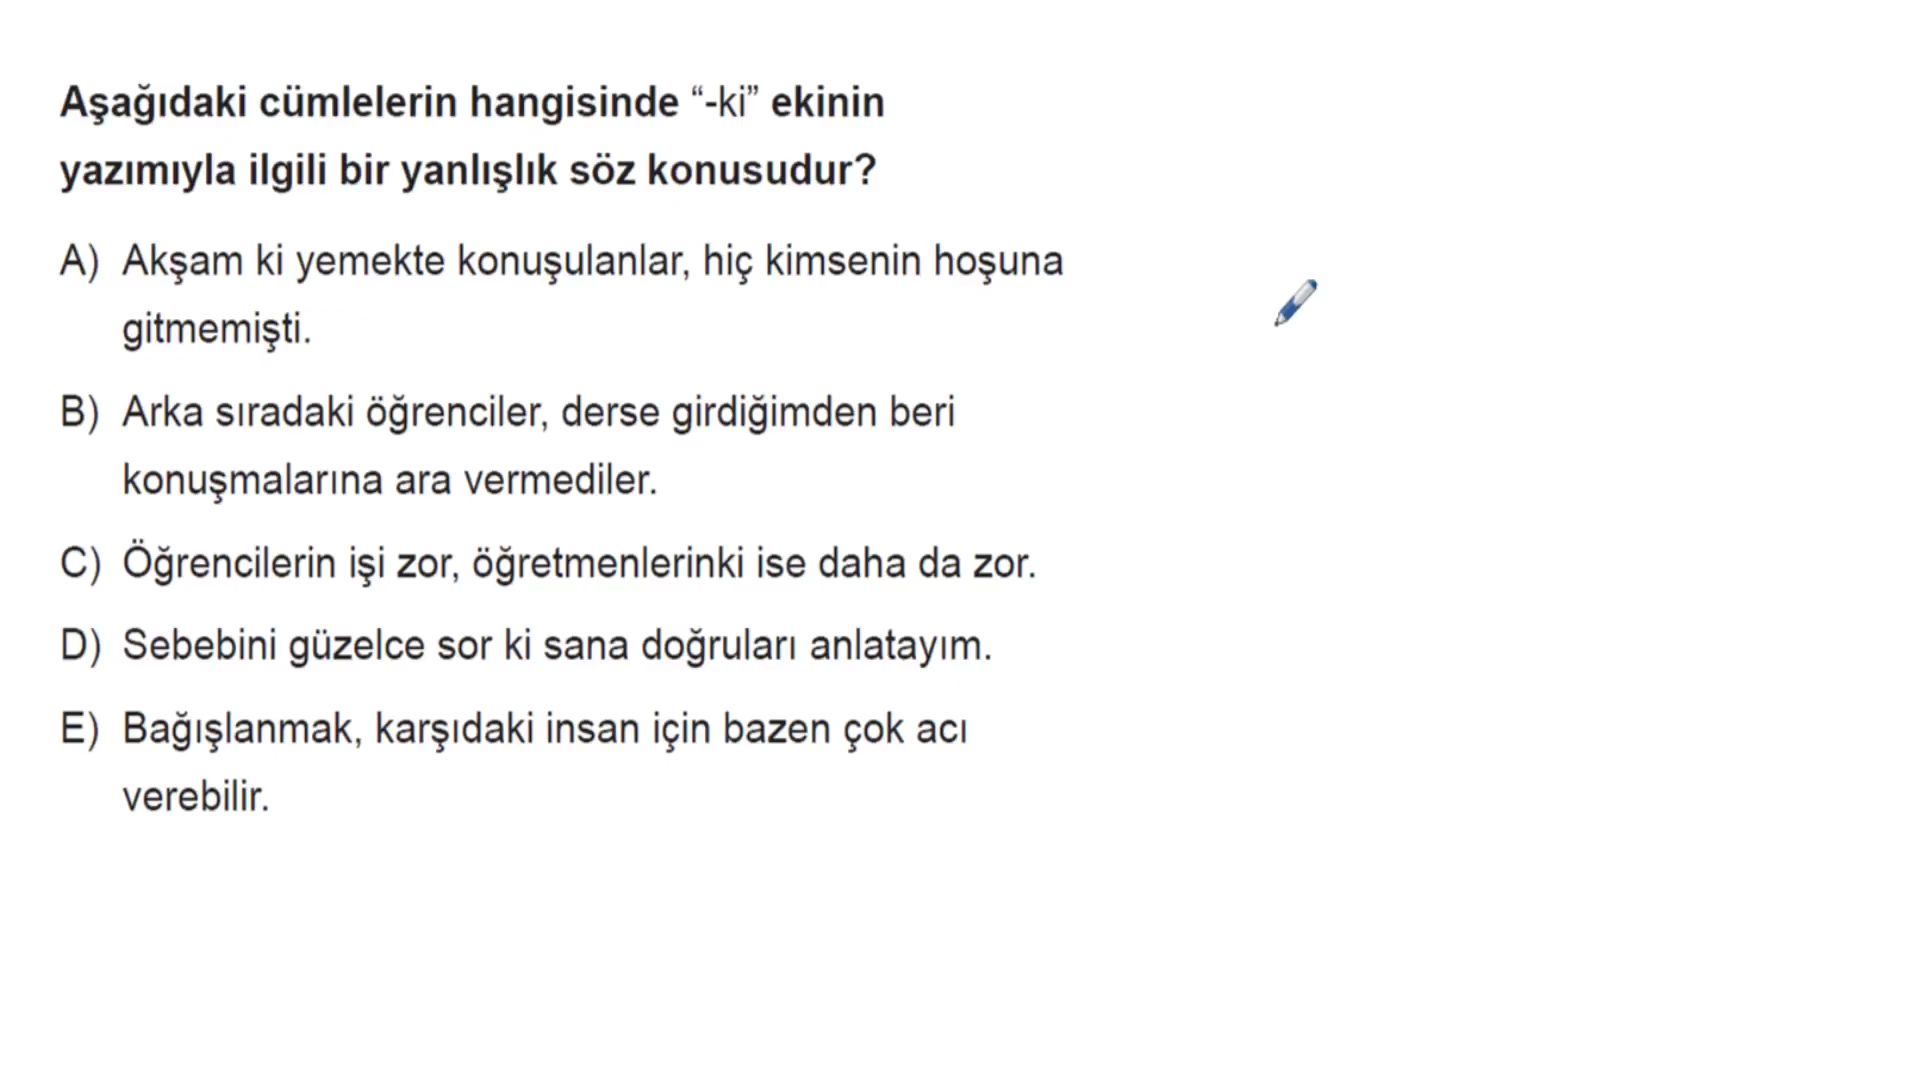 Aşağıdaki cümlelerin hangisinde “-ki” ekinin
yazımıyla ilgili bir yanlışlık söz konusudur?
A) Akşam ki yemekte konuşulanlar, hiç kimsenin hoşuna
gitmemişti.
B) Arka sıradaki öğrenciler, derse girdiğimden beri
konuşmalarına ara vermediler.
C) Öğrencilerin işi zor, öğretmenlerinki ise daha da zor.
D) Sebebini güzelce sor ki sana doğruları anlatayım.
E) Bağışlanmak, karşıdaki insan için bazen çok acı
verebilir.